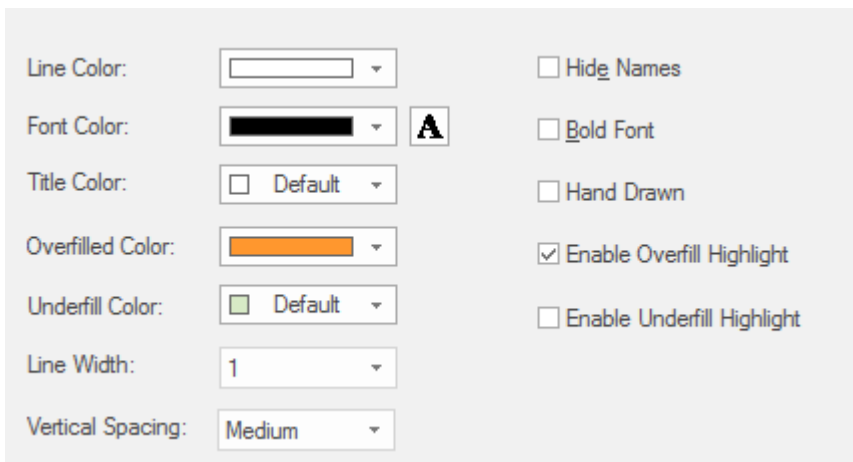 Line Color:
Hide Names
Font Color:
A
Bold Font
Title Color:
Default
Hand Drawn
Overfilled Color:
Enable Overfill Highlight
Underfill Color:
Default
Enable Underfill Highlight
Line Width:
1
Vertical Spacing:
Medium